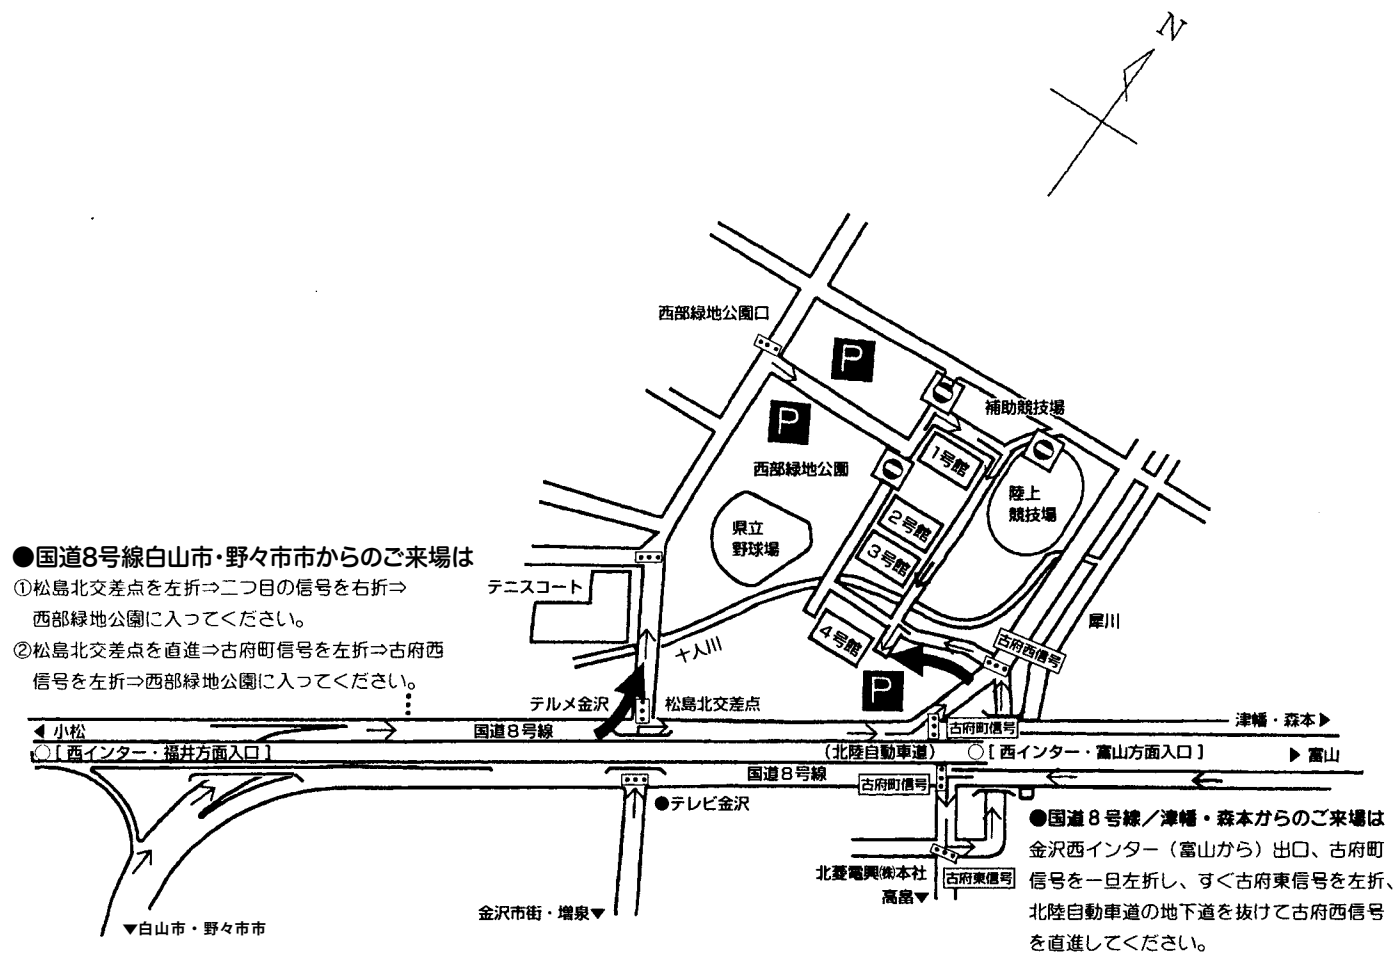 N
西部緑地公園口
P
P
補助競技場
1号館
西部緑地公園
陸上
競技場
2号館
県立
野球場
3号館
●国道8号線白山市・野々市市からのご来場は
①松島北交差点を左折⇒二つ目の信号を右折⇒
西部緑地公園に入ってください。
②松島北交差点を直進⇒古府町信号を左折⇒古府西
信号を左折⇒西部緑地公園に入ってください。
テニスコート
犀川
4号館
十人川
古府西信号
P
テルメ金沢
松島北交差点
◀小松
国道8号線
古府町信号
津幡・森本▶
○[西インター・福井方面入口]
(北陸自動車道)
○[西インター・富山方面入口]
▶富山
国道8号線
古府町信号
●テレビ金沢
●国道8号線/津幡・森本からのご来場は
金沢西インター(富山から)出口、古府町
信号を一旦左折し、すぐ古府東信号を左折、
北陸自動車道の地下道を抜けて古府西信号
を直進してください。
北菱電興㈱本社
古府東信号
高畠▼
金沢市街・増泉▼
▼白山市・野々市市